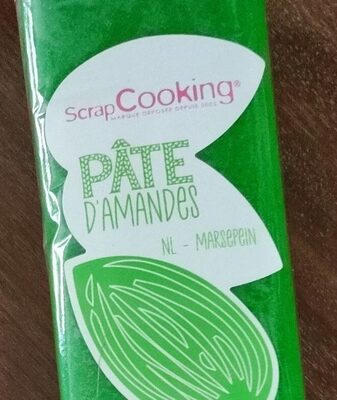 ScrapCooking®
MARQUE DÉPOSÉE DEPUIS 2005
PÂTE
D'AMANDES
NL - MARSEPEIN